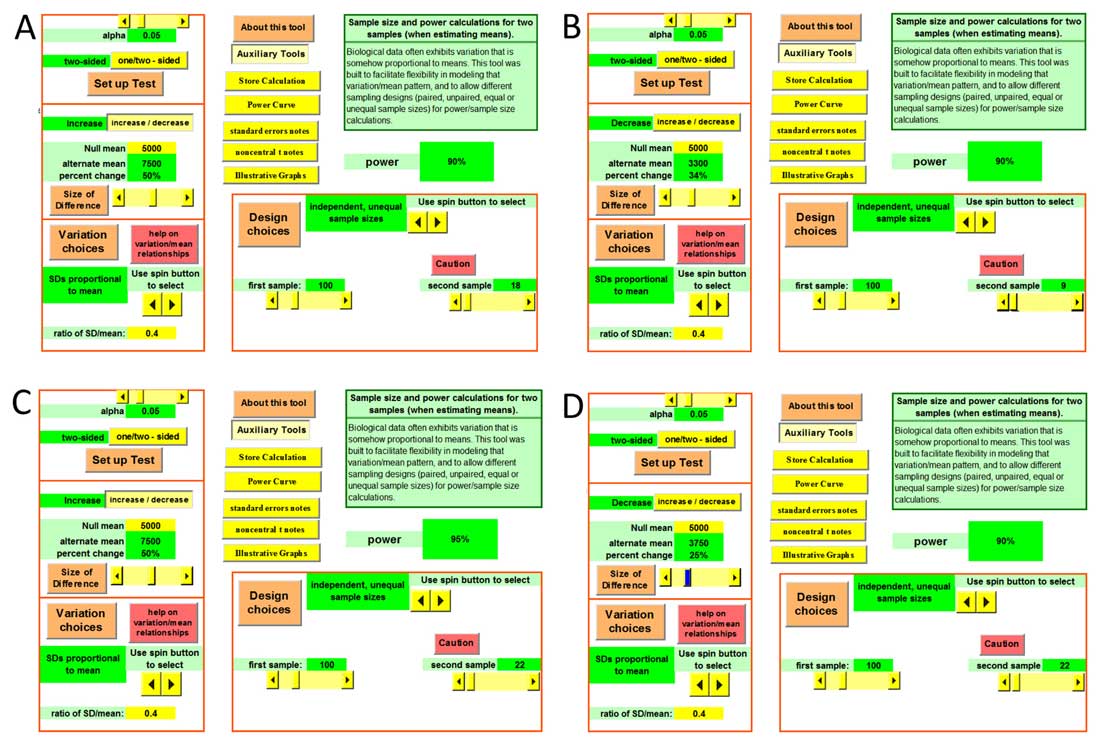 A
alpha 0.05
two-sided one/two - sided
Set up Test
Increase increase / decrease
Null mean 5000
alternate mean 7500
percent change 50%
Size of
Difference
Variation
choices
help on
variation/mean
relationships
SDs proportional
to mean
Use spin button
to select
ratio of SD/mean: 0.4
About this tool
Auxiliary Tools
Store Calculation
Power Curve
standard errors notes
noncentral t notes
Illustrative Graphs
Sample size and power calculations for two
samples (when estimating means).
Biological data often exhibits variation that is
somehow proportional to means. This tool was
built to facilitate flexibility in modeling that
variation/mean pattern, and to allow different
sampling designs (paired, unpaired, equal or
unequal sample sizes) for power/sample size
calculations.
power 90%
Design
choices
independent, unequal
sample sizes
Use spin button to select
Caution
first sample: 100
second sample 18
B
alpha 0.05
two-sided one/two - sided
Set up Test
Decrease increase / decrease
Null mean 5000
alternate mean 3300
percent change 34%
Size of
Difference
Variation
choices
help on
variation/mean
relationships
SDs proportional
to mean
Use spin button
to select
ratio of SD/mean: 0.4
About this tool
Auxiliary Tools
Store Calculation
Power Curve
standard errors notes
noncentral t notes
Illustrative Graphs
Sample size and power calculations for two
samples (when estimating means).
Biological data often exhibits variation that is
somehow proportional to means. This tool was
built to facilitate flexibility in modeling that
variation/mean pattern, and to allow different
sampling designs (paired, unpaired, equal or
unequal sample sizes) for power/sample size
calculations.
power 90%
Design
choices
independent, unequal
sample sizes
Use spin button to select
Caution
first sample: 100
second sample 9
C
alpha 0.05
two-sided one/two - sided
Set up Test
Increase increase / decrease
Null mean 5000
alternate mean 7500
percent change 50%
Size of
Difference
Variation
choices
help on
variation/mean
relationships
SDs proportional
to mean
Use spin button
to select
ratio of SD/mean: 0.4
About this tool
Auxiliary Tools
Store Calculation
Power Curve
standard errors notes
noncentral t notes
Illustrative Graphs
Sample size and power calculations for two
samples (when estimating means).
Biological data often exhibits variation that is
somehow proportional to means. This tool was
built to facilitate flexibility in modeling that
variation/mean pattern, and to allow different
sampling designs (paired, unpaired, equal or
unequal sample sizes) for power/sample size
calculations.
power 95%
Design
choices
independent, unequal
sample sizes
Use spin button to select
Caution
first sample: 100
second sample 22
D
alpha 0.05
two-sided one/two - sided
Set up Test
Decrease increase / decrease
Null mean 5000
alternate mean 3750
percent change 25%
Size of
Difference
Variation
choices
help on
variation/mean
relationships
SDs proportional
to mean
Use spin button
to select
ratio of SD/mean: 0.4
About this tool
Auxiliary Tools
Store Calculation
Power Curve
standard errors notes
noncentral t notes
Illustrative Graphs
Sample size and power calculations for two
samples (when estimating means).
Biological data often exhibits variation that is
somehow proportional to means. This tool was
built to facilitate flexibility in modeling that
variation/mean pattern, and to allow different
sampling designs (paired, unpaired, equal or
unequal sample sizes) for power/sample size
calculations.
power 90%
Design
choices
independent, unequal
sample sizes
Use spin button to select
Caution
first sample: 100
second sample 22